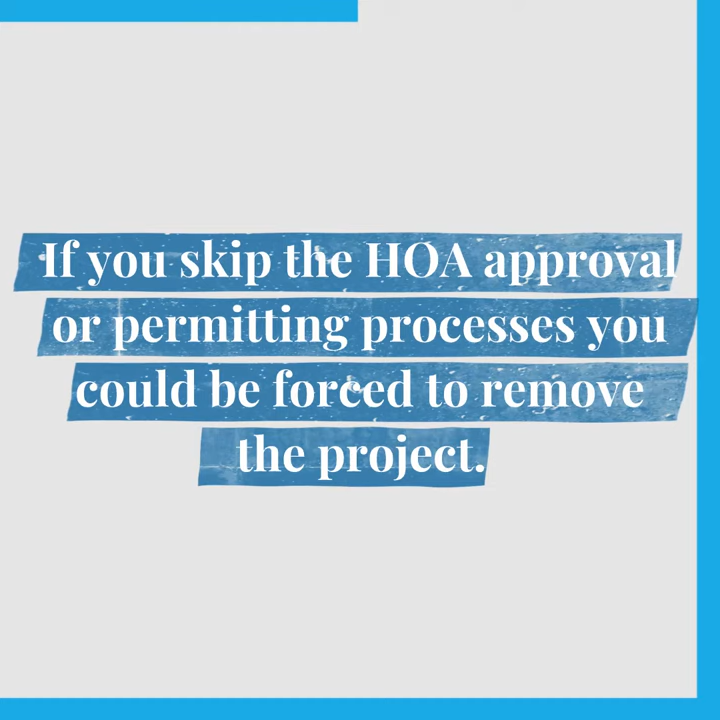 If you skip the HOA approval
or permitting processes you
could be forced to remove
the project.